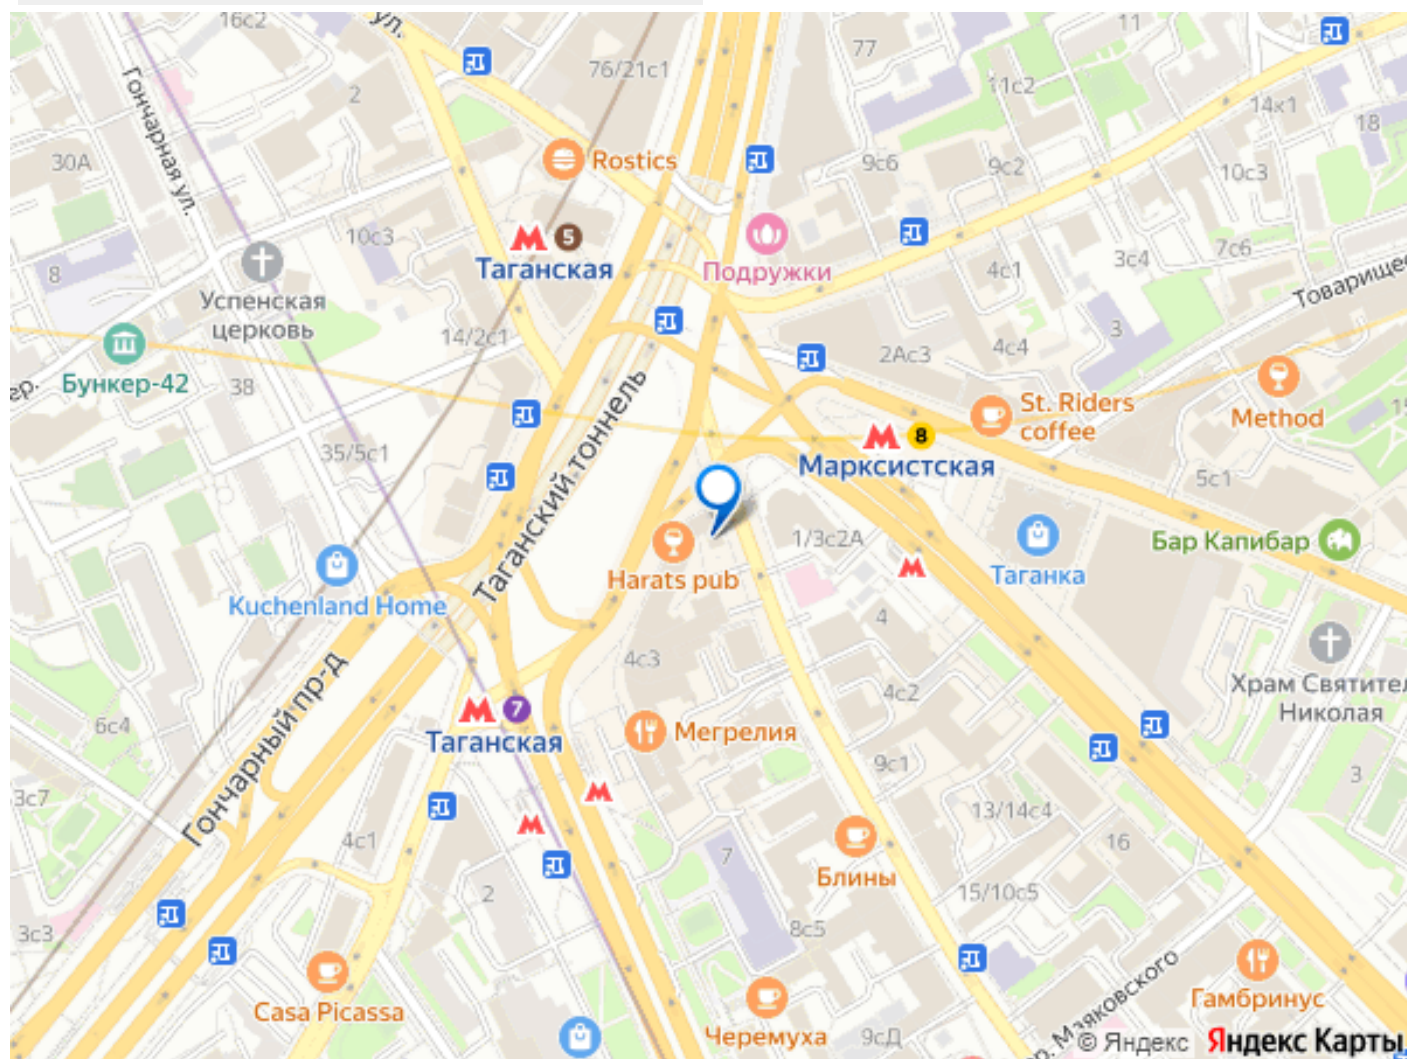 16с2
ул.
76/21с1
77
11
11с2
14к1
18
2
30А
Гончарная ул.
Rostics
9с6
9с2
10с3
10с3
5
Таганская
8
Подружки
4с1
3с4
7с6
Успенская
церковь
Товарищес
14/2с1
3
2Ас3
4с4
Бункер-42
ер.
38
St. Riders
coffee
Method
15
35/5с1
8
Марксистская
5с1
Таганский тоннель
1/3с2А
Бар Капибар
Harats pub
Таганка
Kuchenland Home
4
4с3
Храм Святител
Николая
4с2
Гончарный пр-д
7
Таганская
Мегрелия
6с4
9с1
3
3с7
13/14с4
16
4с1
7
Блины
2
15/10с5
3с3
8с5
Casa Picassa
Гамбринус
Черемуха
9сД
р. Маяковского
© Яндекс
Яндекс Карты